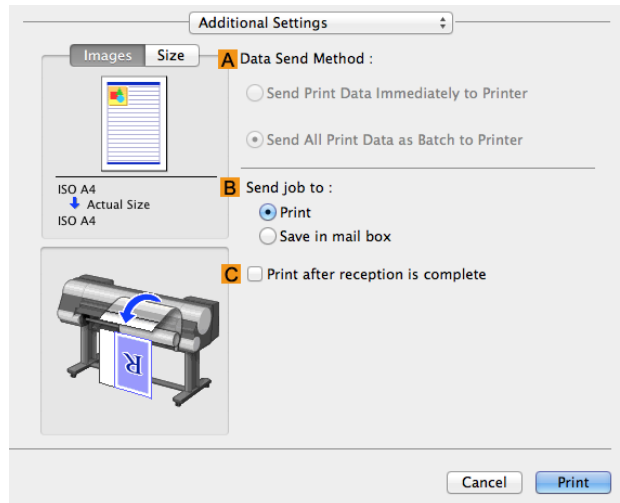 Additional Settings
Images Size
A Data Send Method :
Send Print Data Immediately to Printer
Send All Print Data as Batch to Printer
ISO A4
Actual Size
ISO A4
B Send job to :
Print
Save in mail box
C Print after reception is complete
R
Cancel Print